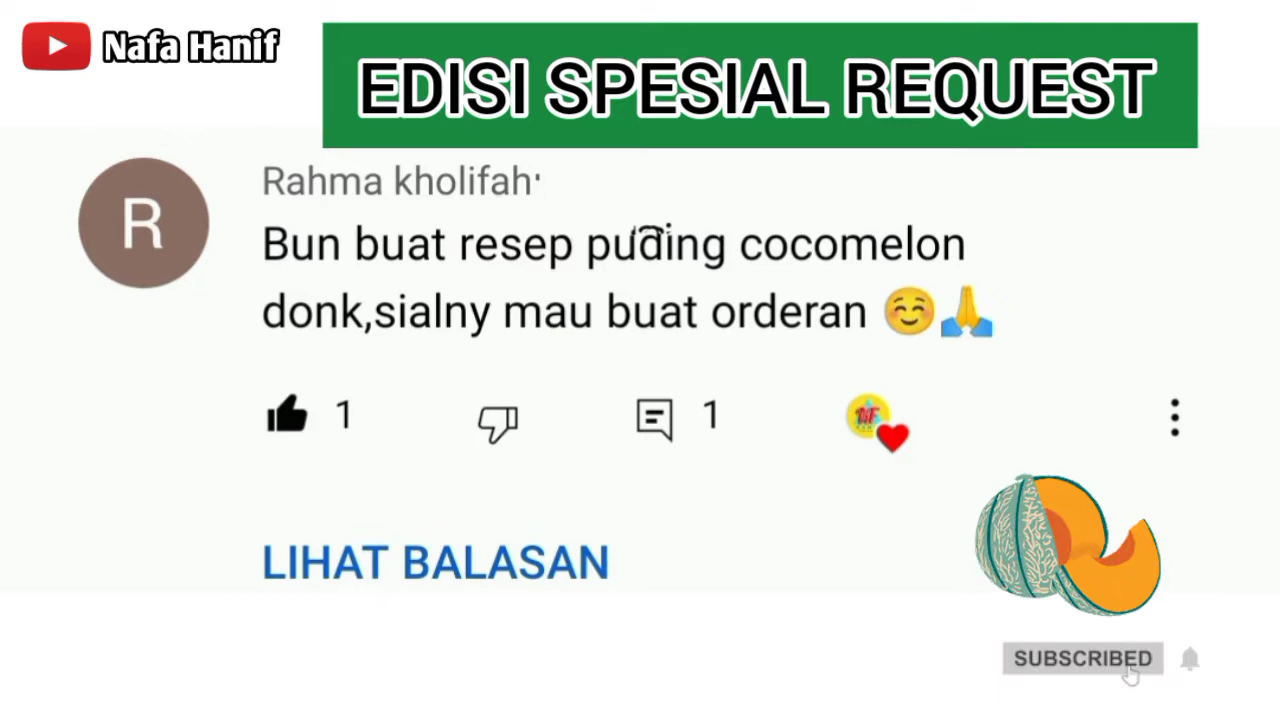 Nafa Hanif
EDISI SPESIAL REQUEST
R
Rahma kholifah·
Bun buat resep puding cocomelon
donk,sialny mau buat orderan ☺️🙏
1
1
LIHAT BALASAN
SUBSCRIBED